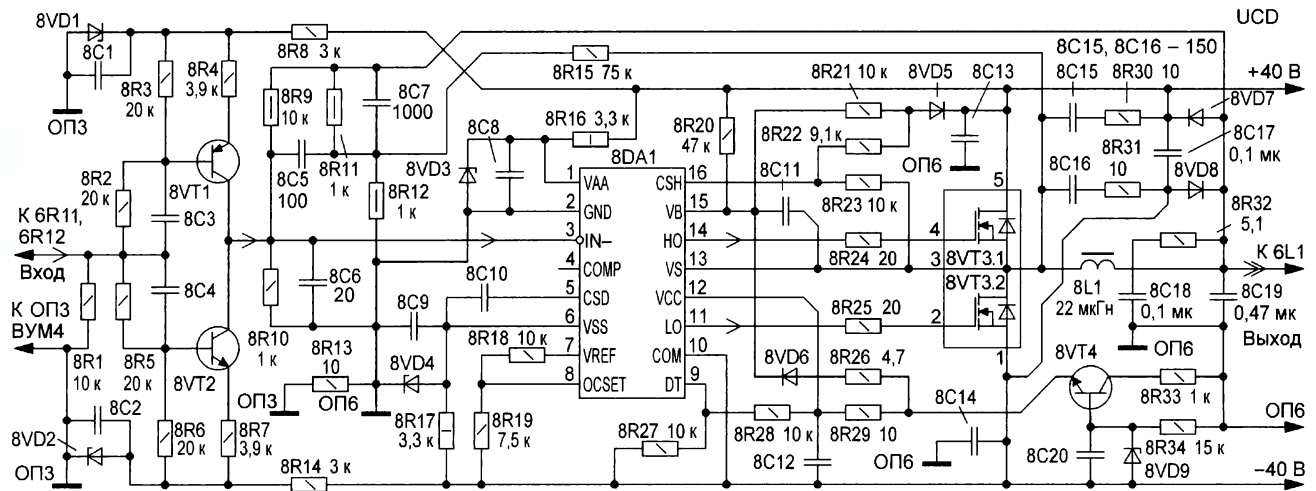 8VD1
8C1
ОП3
8R3
20 к
8R4
3,9 к
8R8 3 к
8R15 75 к
UCD
8C15, 8C16 – 150
8C15
8R30 10
+40 В
8R9
10 к
8C7
1000
8R16 3,3 к
8R21 10 к
8VD5
8C13
8R22 9,1 к
ОП6
8R20
47 к
8VD7
8C17
0,1 мк
8R31
10
8VD8
8C16
8R2
20 к
8VT1
8C3
8C5
100
8R11
1 к
8R12
1 к
8VD3
8C8
8DA1
1
VAA
2
GND
3
IN–
4
COMP
5
CSD
6
VSS
7
VREF
8
OCSET
CSH
16
VB
15
HO
14
VS
13
VCC
12
LO
11
COM
10
DT
9
8C11
8R23 10 к
8R24 20
8R25 20
5
4
3
2
1
8VT3.1
8VT3.2
8R32
5,1
К 6L1
8L1
22 мкГн
8C18
0,1 мк
8C19
0,47 мк
Выход
ОП6
К 6R11,
6R12
Вход
К ОП3
ВУМ4
8C4
8R1
10 к
8R5
20 к
8VT2
8R10
1 к
8C6
20
8C9
8C10
8R13
10
ОП3
ОП6
8VD4
8R18 10 к
8R17
3,3 к
8R19
7,5 к
8VD6
8R26
4,7
8VT4
8R33
1 к
8C2
8VD2
ОП3
8R6
20 к
8R7
3,9 к
8R14 3 к
8R27 10 к
8R28
10 к
8R29
10
8C12
8C14
ОП6
8C20
8R34 15 к
8VD9
ОП6
–40 В